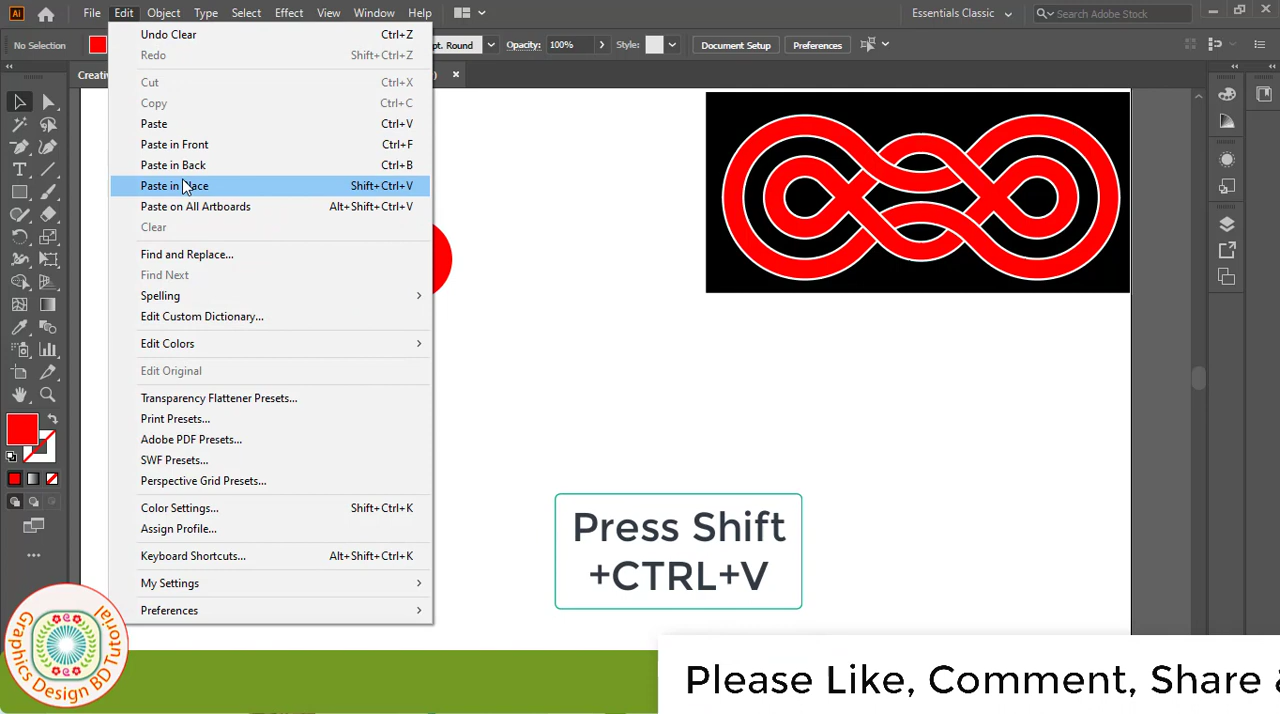 Ai File Edit Object Type Select Effect View Window Help Essentials Classic Search Adobe Stock
No Selection pt. Round Opacity: 100% Style: Document Setup Preferences
Creati
Undo Clear Ctrl+Z
Redo Shift+Ctrl+Z
Cut Ctrl+X
Copy Ctrl+C
Paste Ctrl+V
Paste in Front Ctrl+F
Paste in Back Ctrl+B
Paste in Place Shift+Ctrl+V
Paste on All Artboards Alt+Shift+Ctrl+V
Clear
Find and Replace...
Find Next
Spelling
Edit Custom Dictionary...
Edit Colors
Edit Original
Transparency Flattener Presets...
Print Presets...
Adobe PDF Presets...
SWF Presets...
Perspective Grid Presets...
Color Settings... Shift+Ctrl+K
Assign Profile...
Keyboard Shortcuts... Alt+Shift+Ctrl+K
My Settings
Preferences
Press Shift
+CTRL+V
Graphics Design BD Tutorial
Please Like, Comment, Share &